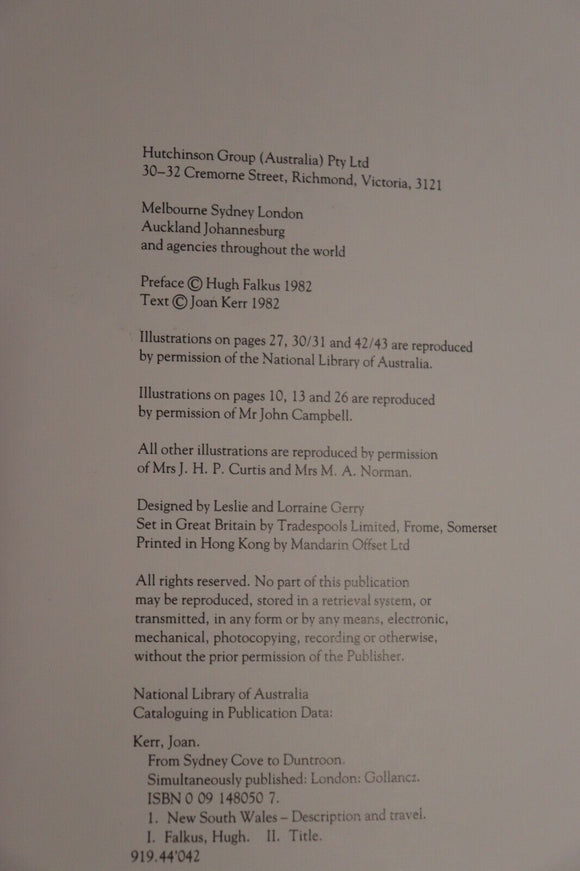 Hutchinson Group (Australia) Pty Ltd
30–32 Cremorne Street, Richmond, Victoria, 3121
Melbourne Sydney London
Auckland Johannesburg
and agencies throughout the world
Preface © Hugh Falkus 1982
Text © Joan Kerr 1982
Illustrations on pages 27, 30/31 and 42/43 are reproduced
by permission of the National Library of Australia.
Illustrations on pages 10, 13 and 26 are reproduced
by permission of Mr John Campbell.
All other illustrations are reproduced by permission
of Mrs J. H. P. Curtis and Mrs M. A. Norman.
Designed by Leslie and Lorraine Gerry
Set in Great Britain by Tradespools Limited, Frome, Somerset
Printed in Hong Kong by Mandarin Offset Ltd
All rights reserved. No part of this publication
may be reproduced, stored in a retrieval system, or
transmitted, in any form or by any means, electronic,
mechanical, photocopying, recording or otherwise,
without the prior permission of the Publisher.
National Library of Australia
Cataloguing in Publication Data:
Kerr, Joan.
From Sydney Cove to Duntroon.
Simultaneously published: London: Gollancz.
ISBN 0 09 148050 7.
1. New South Wales – Description and travel.
I. Falkus, Hugh. II. Title.
919.44'042